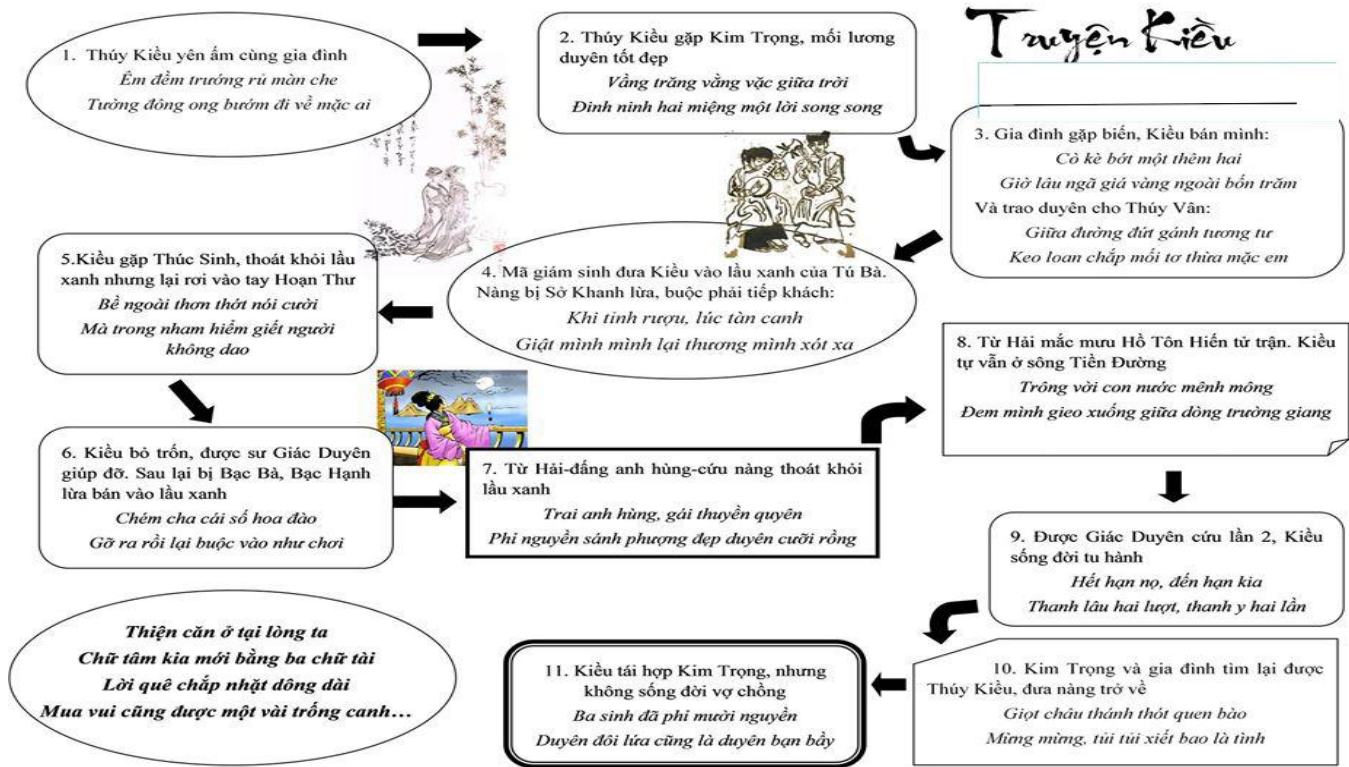 Truyện Kiều
1. Thúy Kiều yên ấm cùng gia đình
Êm đềm trướng rủ màn che
Tường đông ong bướm đi về mặc ai
2. Thúy Kiều gặp Kim Trọng, mối lương
duyên tốt đẹp
Vầng trăng vằng vặc giữa trời
Đinh ninh hai miệng một lời song song
3. Gia đình gặp biến, Kiều bán mình:
Cò kè bớt một thêm hai
Giờ lâu ngã giá vàng ngoài bốn trăm
Và trao duyên cho Thúy Vân:
Giữa đường đứt gánh tương tư
Keo loan chắp mối tơ thừa mặc em
4. Mã giám sinh đưa Kiều vào lầu xanh của Tú Bà.
Nàng bị Sở Khanh lừa, buộc phải tiếp khách:
Khi tỉnh rượu, lúc tàn canh
Giật mình mình lại thương mình xót xa
5.Kiều gặp Thúc Sinh, thoát khỏi lầu
xanh nhưng lại rơi vào tay Hoạn Thư
Bề ngoài thơn thớt nói cười
Mà trong nham hiểm giết người
không dao
6. Kiều bỏ trốn, được sư Giác Duyên
giúp đỡ. Sau lại bị Bạc Bà, Bạc Hạnh
lừa bán vào lầu xanh
Chém cha cái số hoa đào
Gỡ ra rồi lại buộc vào như chơi
7. Từ Hải-đấng anh hùng-cứu nàng thoát khỏi
lầu xanh
Trai anh hùng, gái thuyền quyên
Phi nguyền sánh phượng đẹp duyên cưỡi rồng
8. Từ Hải mắc mưu Hồ Tôn Hiến tử trận. Kiều
tự vẫn ở sông Tiền Đường
Trông vời con nước mênh mông
Đem mình gieo xuống giữa dòng trường giang
9. Được Giác Duyên cứu lần 2, Kiều
sống đời tu hành
Hết hạn nọ, đến hạn kia
Thanh lâu hai lượt, thanh y hai lần
10. Kim Trọng và gia đình tìm lại được
Thúy Kiều, đưa nàng trở về
Giọt châu thánh thót quen bào
Mừng mừng, tủi tủi xiết bao là tình
11. Kiều tái hợp Kim Trọng, nhưng
không sống đời vợ chồng
Ba sinh đã phi mười nguyền
Duyên đôi lứa cũng là duyên bạn bầy
Thiện căn ở tại lòng ta
Chữ tâm kia mới bằng ba chữ tài
Lời quê chắp nhặt dông dài
Mua vui cũng được một vài trống canh…